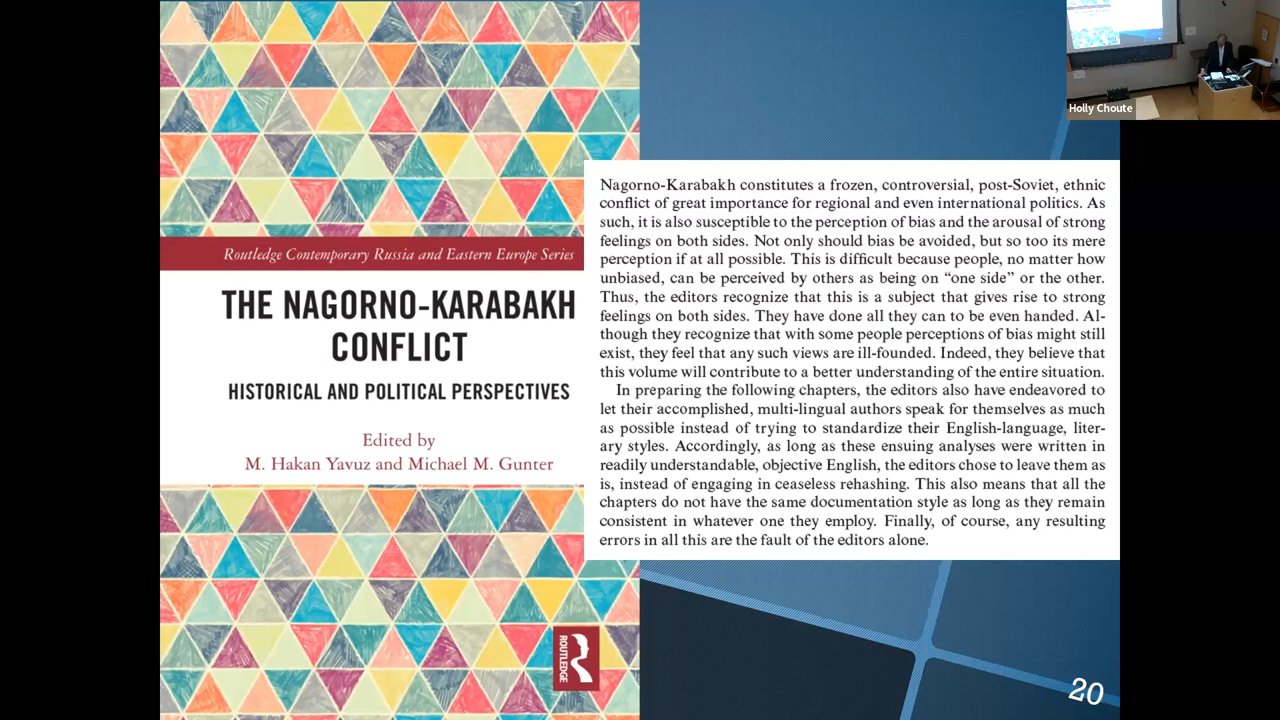 Holly Choute
Routledge Contemporary Russia and Eastern Europe Series
THE NAGORNO-KARABAKH
CONFLICT
HISTORICAL AND POLITICAL PERSPECTIVES
Edited by
M. Hakan Yavuz and Michael M. Gunter
ROUTLEDGE
Nagorno-Karabakh constitutes a frozen, controversial, post-Soviet, ethnic
conflict of great importance for regional and even international politics. As
such, it is also susceptible to the perception of bias and the arousal of strong
feelings on both sides. Not only should bias be avoided, but so too its mere
perception if at all possible. This is difficult because people, no matter how
unbiased, can be perceived by others as being on “one side” or the other.
Thus, the editors recognize that this is a subject that gives rise to strong
feelings on both sides. They have done all they can to be even handed. Al-
though they recognize that with some people perceptions of bias might still
exist, they feel that any such views are ill-founded. Indeed, they believe that
this volume will contribute to a better understanding of the entire situation.
In preparing the following chapters, the editors also have endeavored to
let their accomplished, multi-lingual authors speak for themselves as much
as possible instead of trying to standardize their English-language, liter-
ary styles. Accordingly, as long as these ensuing analyses were written in
readily understandable, objective English, the editors chose to leave them as
is, instead of engaging in ceaseless rehashing. This also means that all the
chapters do not have the same documentation style as long as they remain
consistent in whatever one they employ. Finally, of course, any resulting
errors in all this are the fault of the editors alone.
20